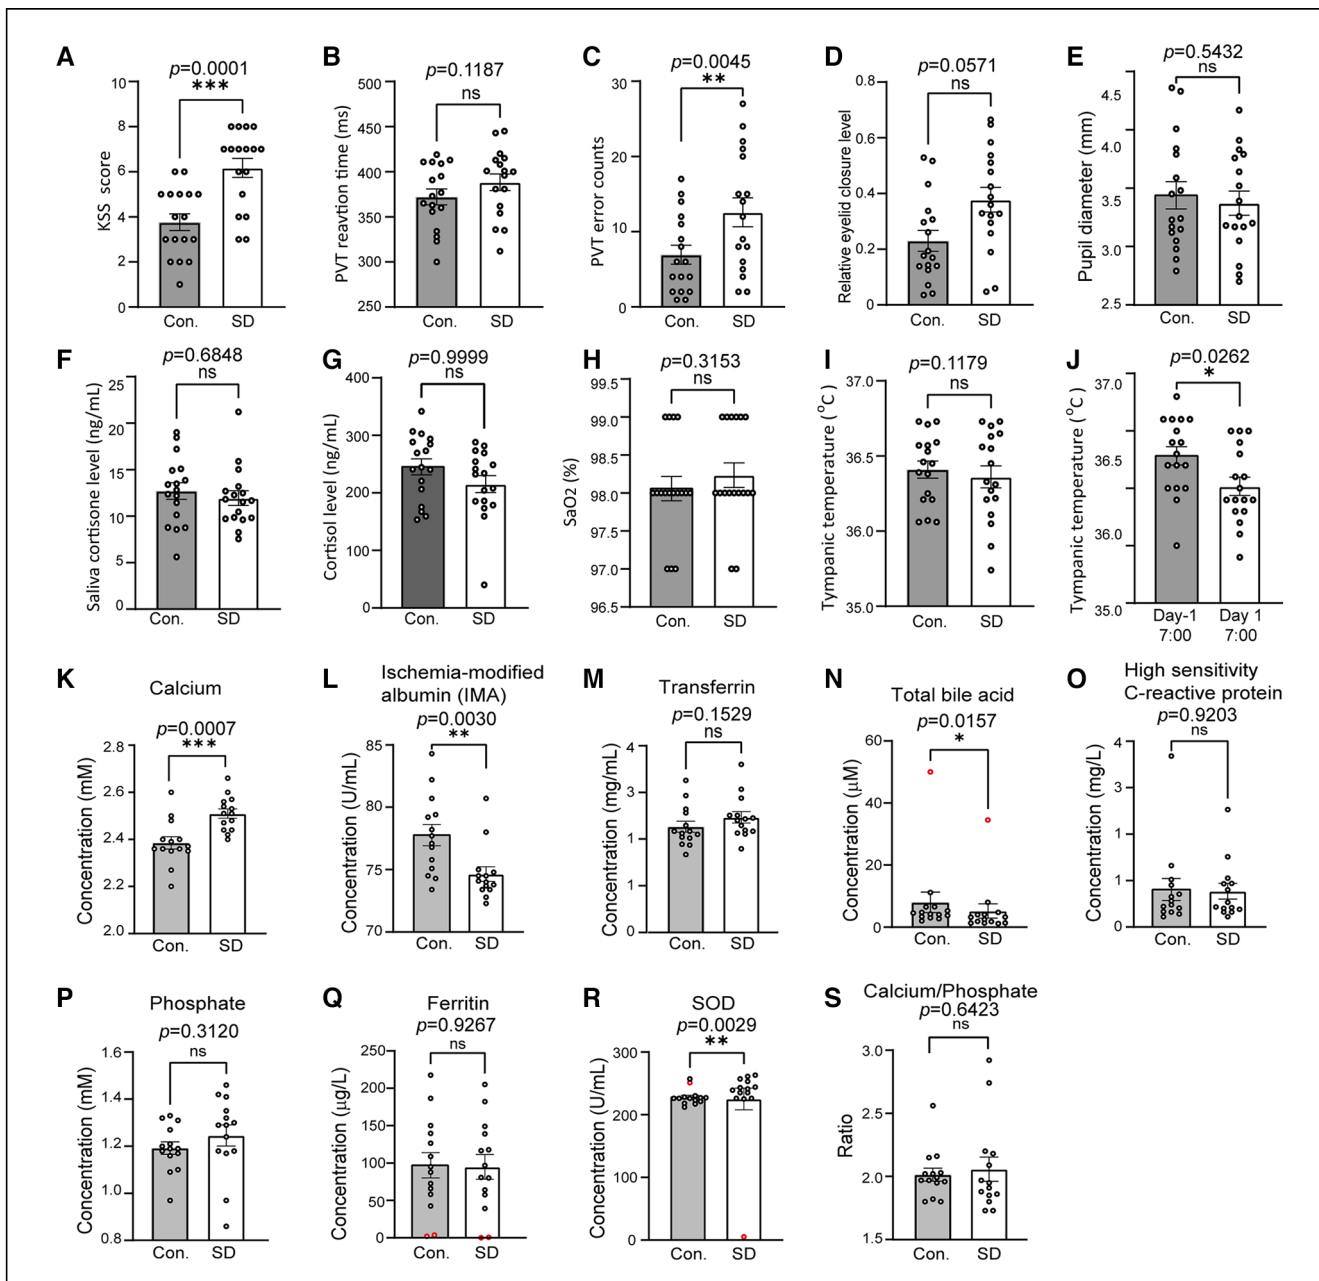 A
p=0.0001
***
KSS score
10
8
6
4
2
0
Con. SD
B
p=0.1187
ns
PVT reavtion time (ms)
500
450
400
350
300
250
Con. SD
C
p=0.0045
**
PVT error counts
30
20
10
0
Con. SD
D
p=0.0571
ns
Relative eyelid closure level
0.8
0.6
0.4
0.2
0
Con. SD
E
p=0.5432
ns
Pupil diameter (mm)
4.5
4.0
3.5
3.0
2.5
Con. SD
F
p=0.6848
ns
Saliva cortisone level (ng/mL)
25
20
15
10
5
0
Con. SD
G
p=0.9999
ns
Cortisol level (ng/mL)
400
300
200
100
0
Con. SD
H
p=0.3153
ns
SaO2 (%)
99.5
99.0
98.5
98.0
97.5
97.0
96.5
Con. SD
I
p=0.1179
ns
Tympanic temperature (°C)
37.0
36.5
36.0
35.0
Con. SD
J
p=0.0262
*
Tympanic temperature (°C)
37.0
36.5
36.0
35.0
Day-1 Day 1
7:00 7:00
K
Calcium
p=0.0007
***
Concentration (mM)
2.8
2.6
2.4
2.2
2.0
Con. SD
L
Ischemia-modified
albumin (IMA)
p=0.0030
**
Concentration (U/mL)
85
80
75
70
Con. SD
M
Transferrin
p=0.1529
ns
Concentration (mg/mL)
4
3
1
1
0
Con. SD
N
Total bile acid
p=0.0157
*
Concentration (μM)
60
40
20
0
Con. SD
O
High sensitivity
C-reactive protein
p=0.9203
ns
Concentration (mg/L)
4
3
1
1
0
Con. SD
P
Phosphate
p=0.3120
ns
Concentration (mM)
1.6
1.4
1.2
1.0
0.8
Con. SD
Q
Ferritin
p=0.9267
ns
Concentration (μg/L)
250
200
150
100
50
0
Con. SD
R
SOD
p=0.0029
**
Concentration (U/mL)
300
200
100
0
Con. SD
S
Calcium/Phosphate
p=0.6423
ns
Ratio
3.0
2.5
2.0
1.5
Con. SD